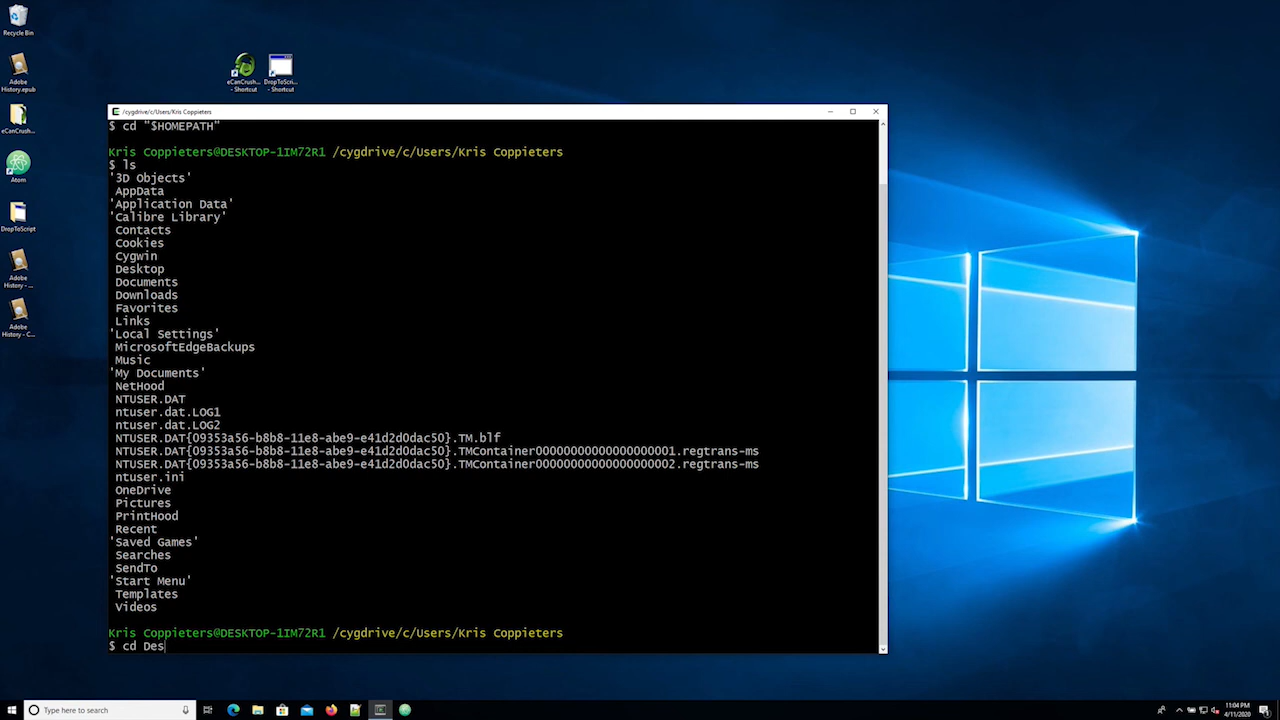 Recycle Bin
Adobe
History.epub
eCanCrush...
- Shortcut
DropToScri...
- Shortcut
eCanCrush...
Atom
DropToScript
Adobe
History - ...
Adobe
History - C...
/cygdrive/c/Users/Kris Coppieters
$ cd "$HOMEPATH"
Kris Coppieters@DESKTOP-1IM72R1 /cygdrive/c/Users/Kris Coppieters
$ ls
'3D Objects'
AppData
'Application Data'
'Calibre Library'
Contacts
Cookies
Cygwin
Desktop
Documents
Downloads
Favorites
Links
'Local Settings'
MicrosoftEdgeBackups
Music
'My Documents'
NetHood
NTUSER.DAT
ntuser.dat.LOG1
ntuser.dat.LOG2
NTUSER.DAT{09353a56-b8b8-11e8-abe9-e41d2d0dac50}.TM.blf
NTUSER.DAT{09353a56-b8b8-11e8-abe9-e41d2d0dac50}.TMContainer00000000000000000001.regtrans-ms
NTUSER.DAT{09353a56-b8b8-11e8-abe9-e41d2d0dac50}.TMContainer00000000000000000002.regtrans-ms
ntuser.ini
OneDrive
Pictures
PrintHood
Recent
'Saved Games'
Searches
SendTo
'Start Menu'
Templates
Videos
Kris Coppieters@DESKTOP-1IM72R1 /cygdrive/c/Users/Kris Coppieters
$ cd Des
Type here to search
11:04 PM
4/11/2020